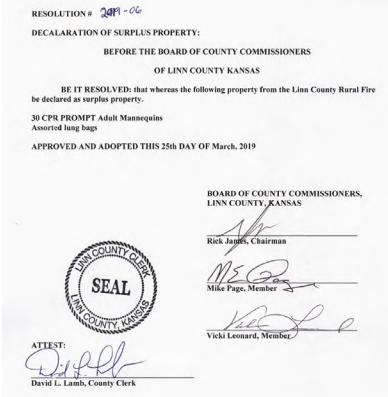 RESOLUTION # 2019-06
DECALARATION OF SURPLUS PROPERTY:
BEFORE THE BOARD OF COUNTY COMMISSIONERS
OF LINN COUNTY KANSAS
BE IT RESOLVED: that whereas the following property from the Linn County Rural Fire
be declared as surplus property.
30 CPR PROMPT Adult Mannequins
Assorted lung bags
APPROVED AND ADOPTED THIS 25th DAY OF March, 2019
BOARD OF COUNTY COMMISSIONERS,
LINN COUNTY, KANSAS
Rick James, Chairman
Mike Page, Member
Vicki Leonard, Member
LINN COUNTY CLERK
SEAL
LINN COUNTY, KANSAS
ATTEST:
David L. Lamb, County Clerk